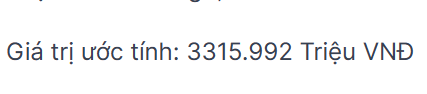 Giá trị ước tính: 3315.992 Triệu VNĐ